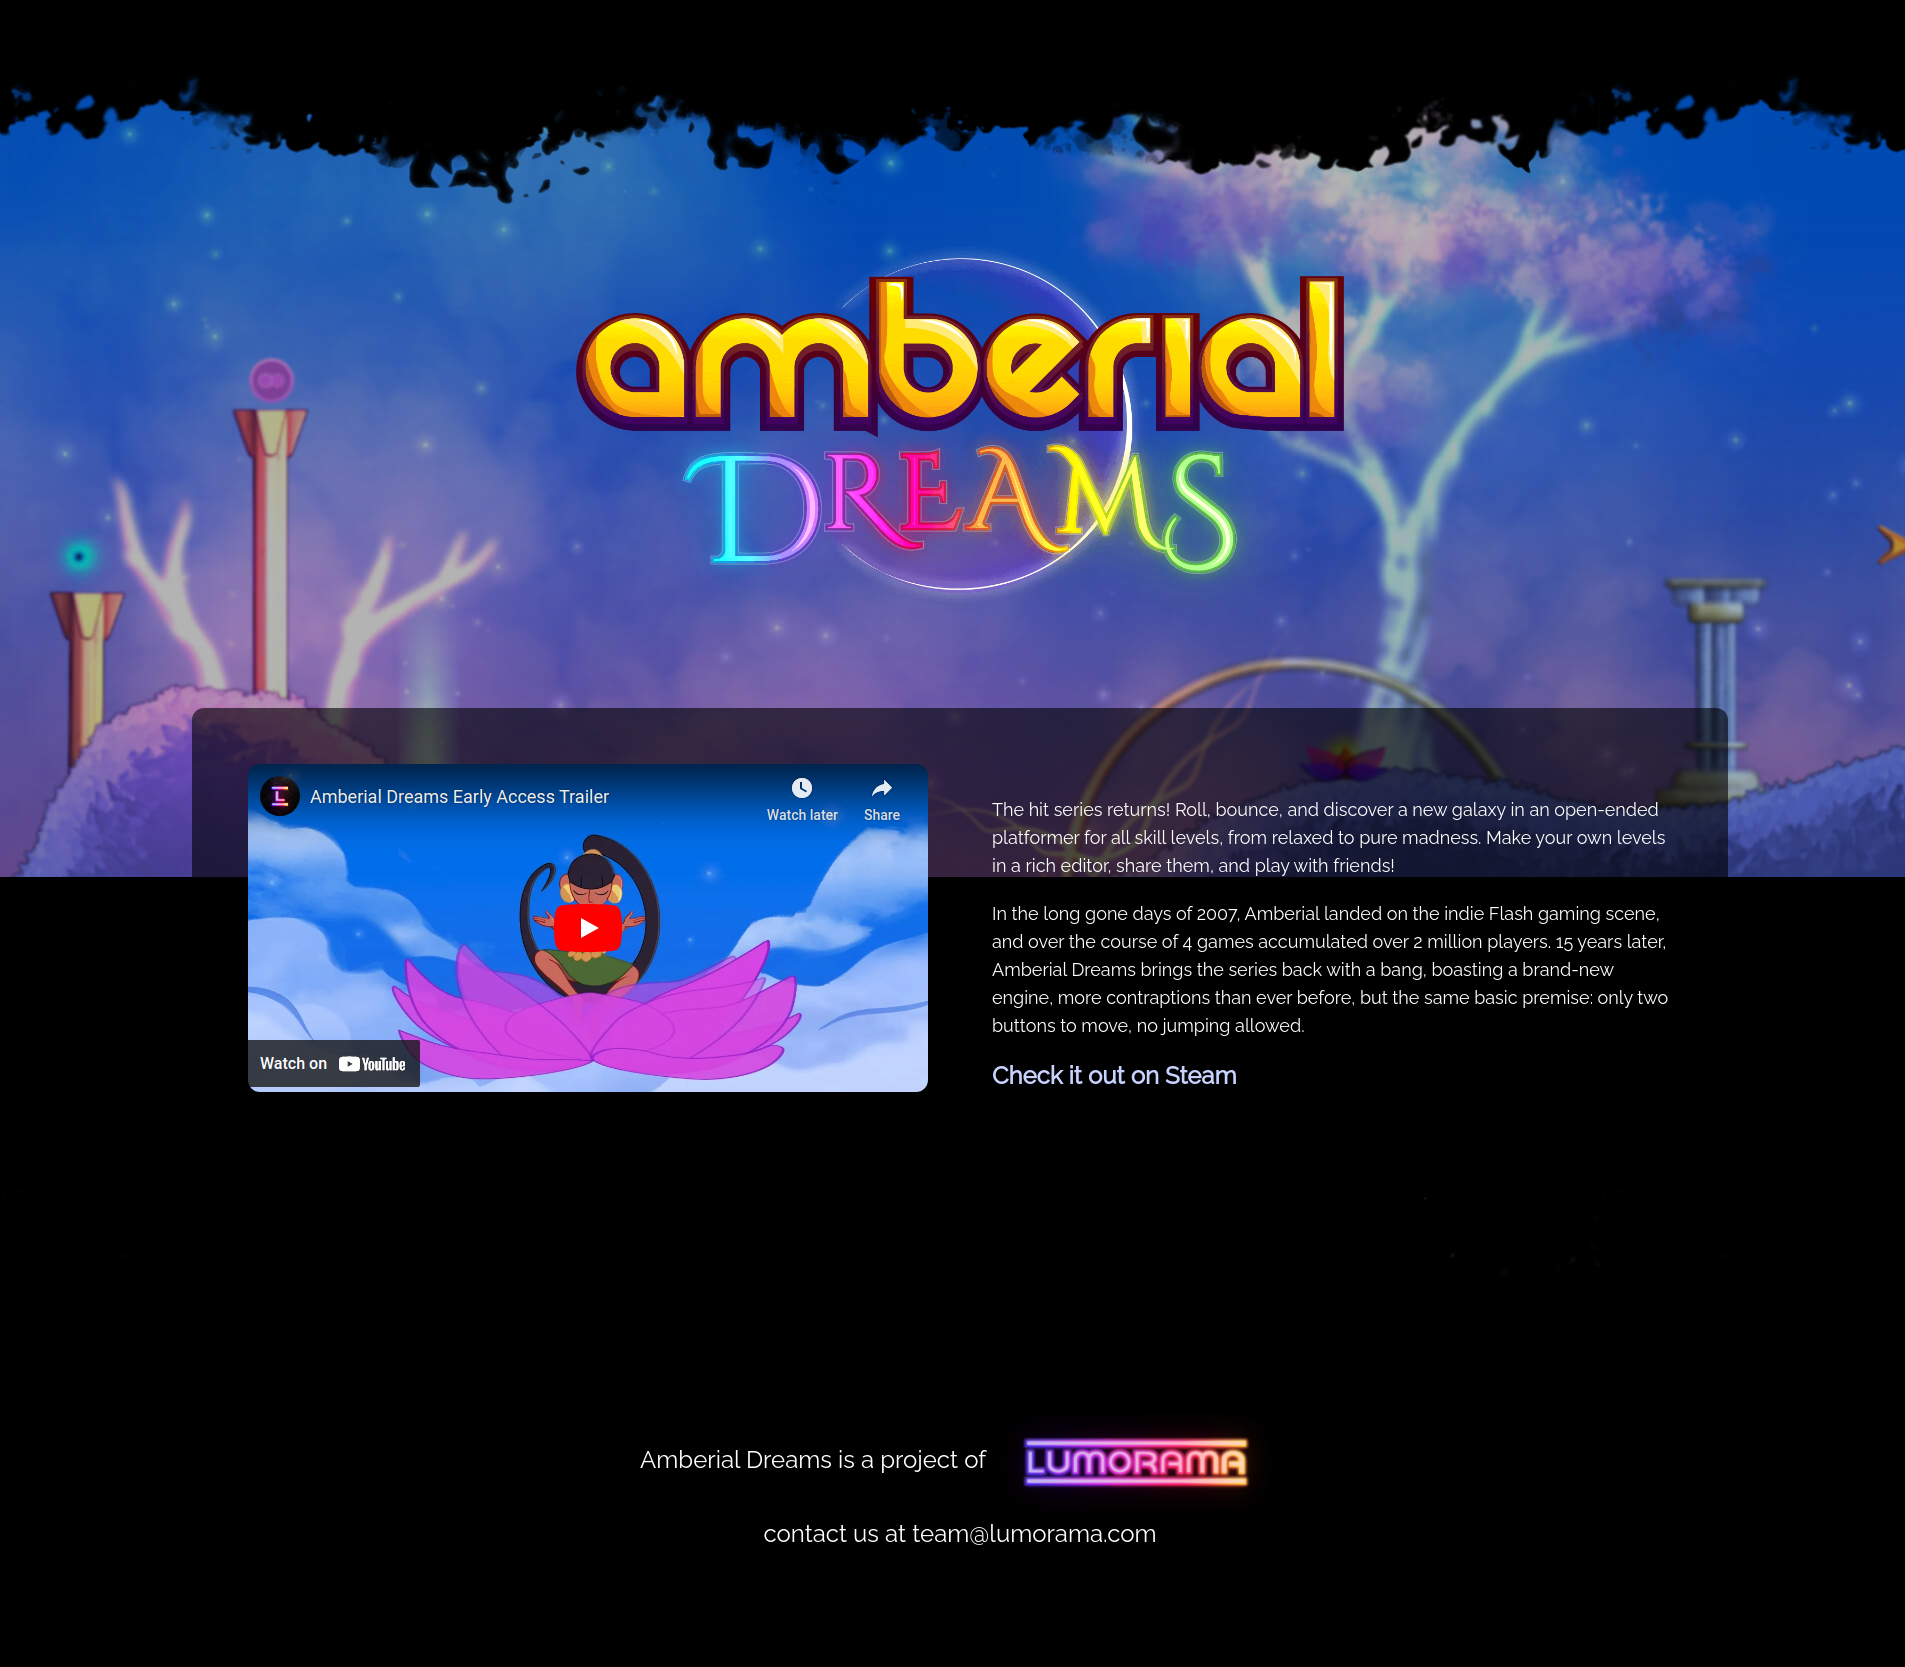 amberial
DREAMS
Amberial Dreams Early Access Trailer
Watch later
Share
Watch on YouTube
The hit series returns! Roll, bounce, and discover a new galaxy in an open-ended
platformer for all skill levels, from relaxed to pure madness. Make your own levels
in a rich editor, share them, and play with friends!
In the long gone days of 2007, Amberial landed on the indie Flash gaming scene,
and over the course of 4 games accumulated over 2 million players. 15 years later,
Amberial Dreams brings the series back with a bang, boasting a brand-new
engine, more contraptions than ever before, but the same basic premise: only two
buttons to move, no jumping allowed.
Check it out on Steam
Amberial Dreams is a project of LUMORAMA
contact us at team@lumorama.com